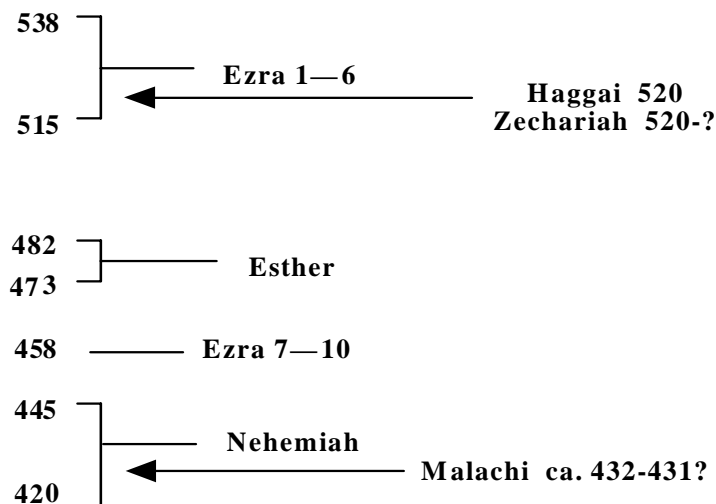 538
Ezra 1—6
Haggai 520
515
Zechariah 520-?
482
Esther
473
458
Ezra 7—10
445
Nehemiah
Malachi ca. 432-431?
420